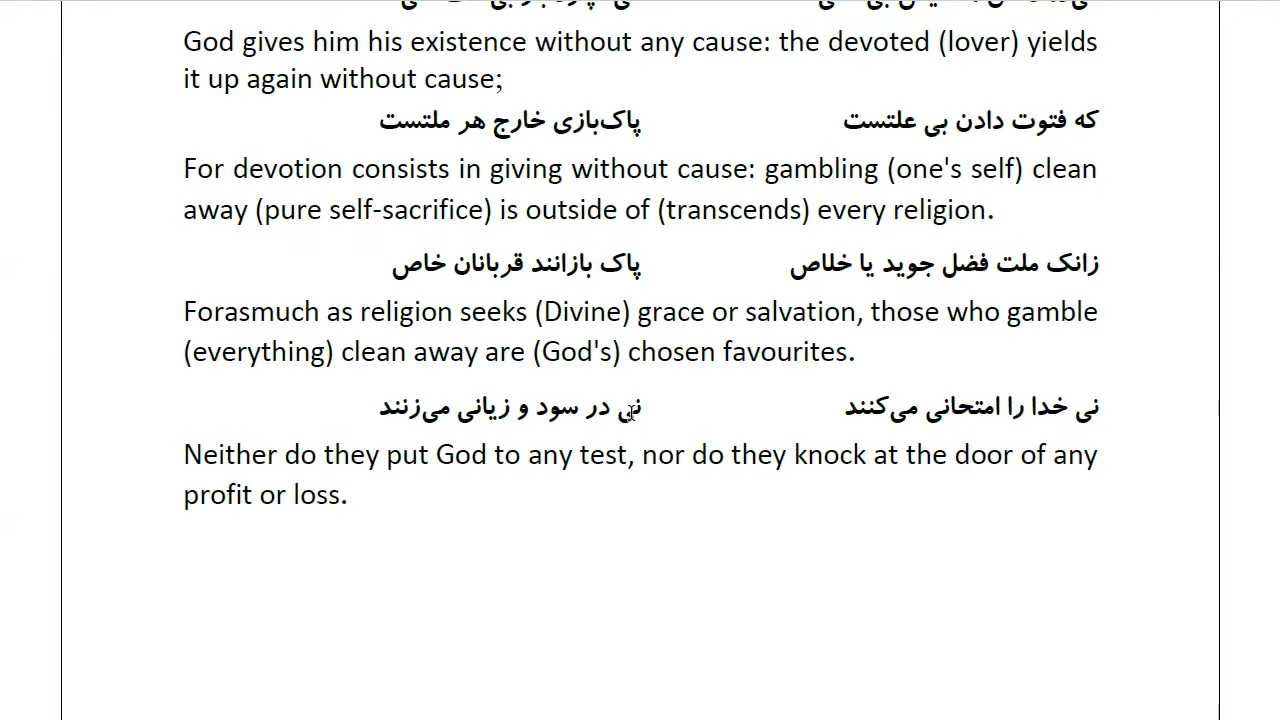 God gives him his existence without any cause: the devoted (lover) yields
it up again without cause;
که فتوت دادن بی علتست پاک‌بازی خارج هر ملتست
For devotion consists in giving without cause: gambling (one's self) clean
away (pure self-sacrifice) is outside of (transcends) every religion.
زانک ملت فضل جوید یا خلاص پاک بازانند قربانان خاص
Forasmuch as religion seeks (Divine) grace or salvation, those who gamble
(everything) clean away are (God's) chosen favourites.
نی خدا را امتحانی می‌کنند نی در سود و زیانی می‌زنند
Neither do they put God to any test, nor do they knock at the door of any
profit or loss.